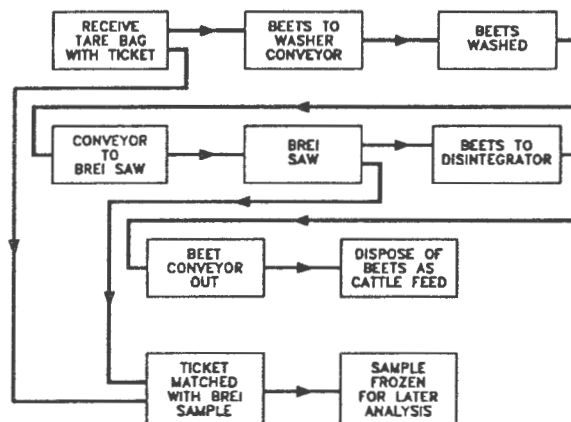 RECEIVE
TARE BAG
WITH TICKET
BEETS TO
WASHER
CONVEYOR
BEETS
WASHED
CONVEYOR
TO
BREI SAW
BREI
SAW
BEETS TO
DISINTEGRATOR
BEET
CONVEYOR
OUT
DISPOSE OF
BEETS AS
CATTLE FEED
TICKET
MATCHED
WITH BREI
SAMPLE
SAMPLE
FROZEN
FOR LATER
ANALYSIS